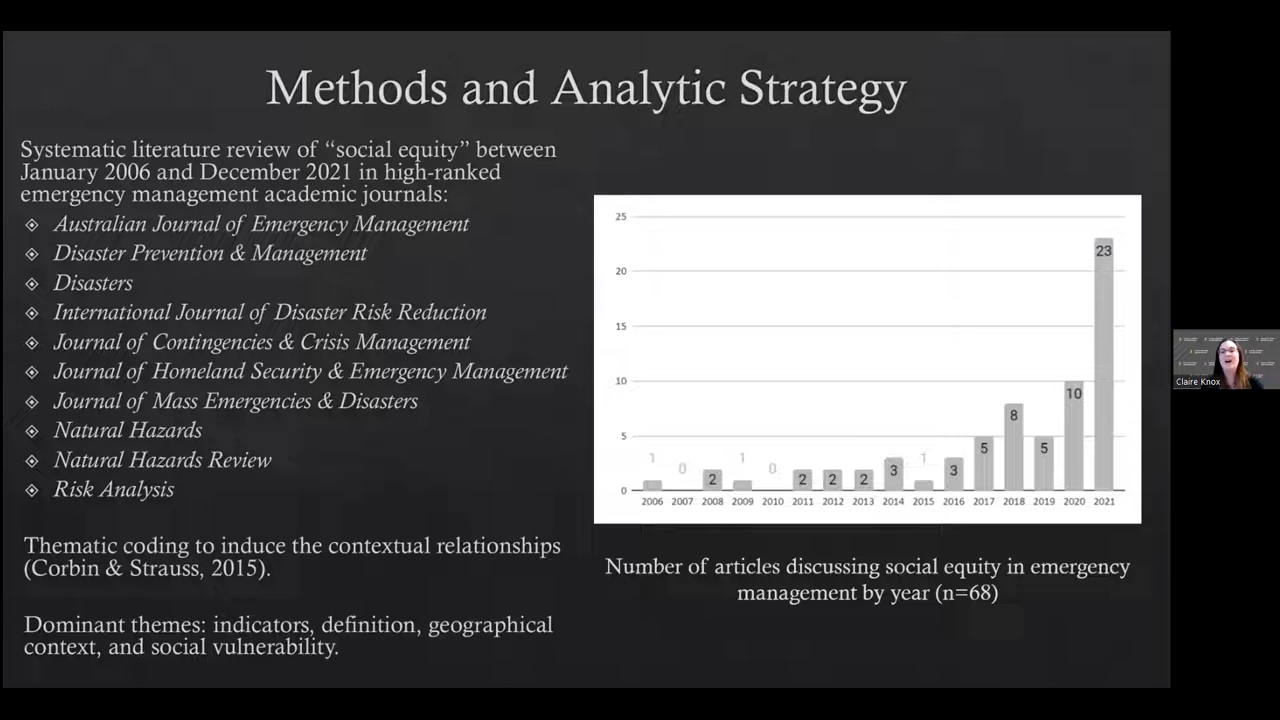 Methods and Analytic Strategy
Systematic literature review of “social equity” between
January 2006 and December 2021 in high-ranked
emergency management academic journals:
Australian Journal of Emergency Management
Disaster Prevention & Management
Disasters
International Journal of Disaster Risk Reduction
Journal of Contingencies & Crisis Management
Journal of Homeland Security & Emergency Management
Journal of Mass Emergencies & Disasters
Natural Hazards
Natural Hazards Review
Risk Analysis
Thematic coding to induce the contextual relationships
(Corbin & Strauss, 2015).
Dominant themes: indicators, definition, geographical
context, and social vulnerability.
25
20
15
10
5
0
1 0 2 1 0 2 2 2 3 1 3 5 8 5 10 23
2006 2007 2008 2009 2010 2011 2012 2013 2014 2015 2016 2017 2018 2019 2020 2021
Number of articles discussing social equity in emergency
management by year (n=68)
Claire Knox